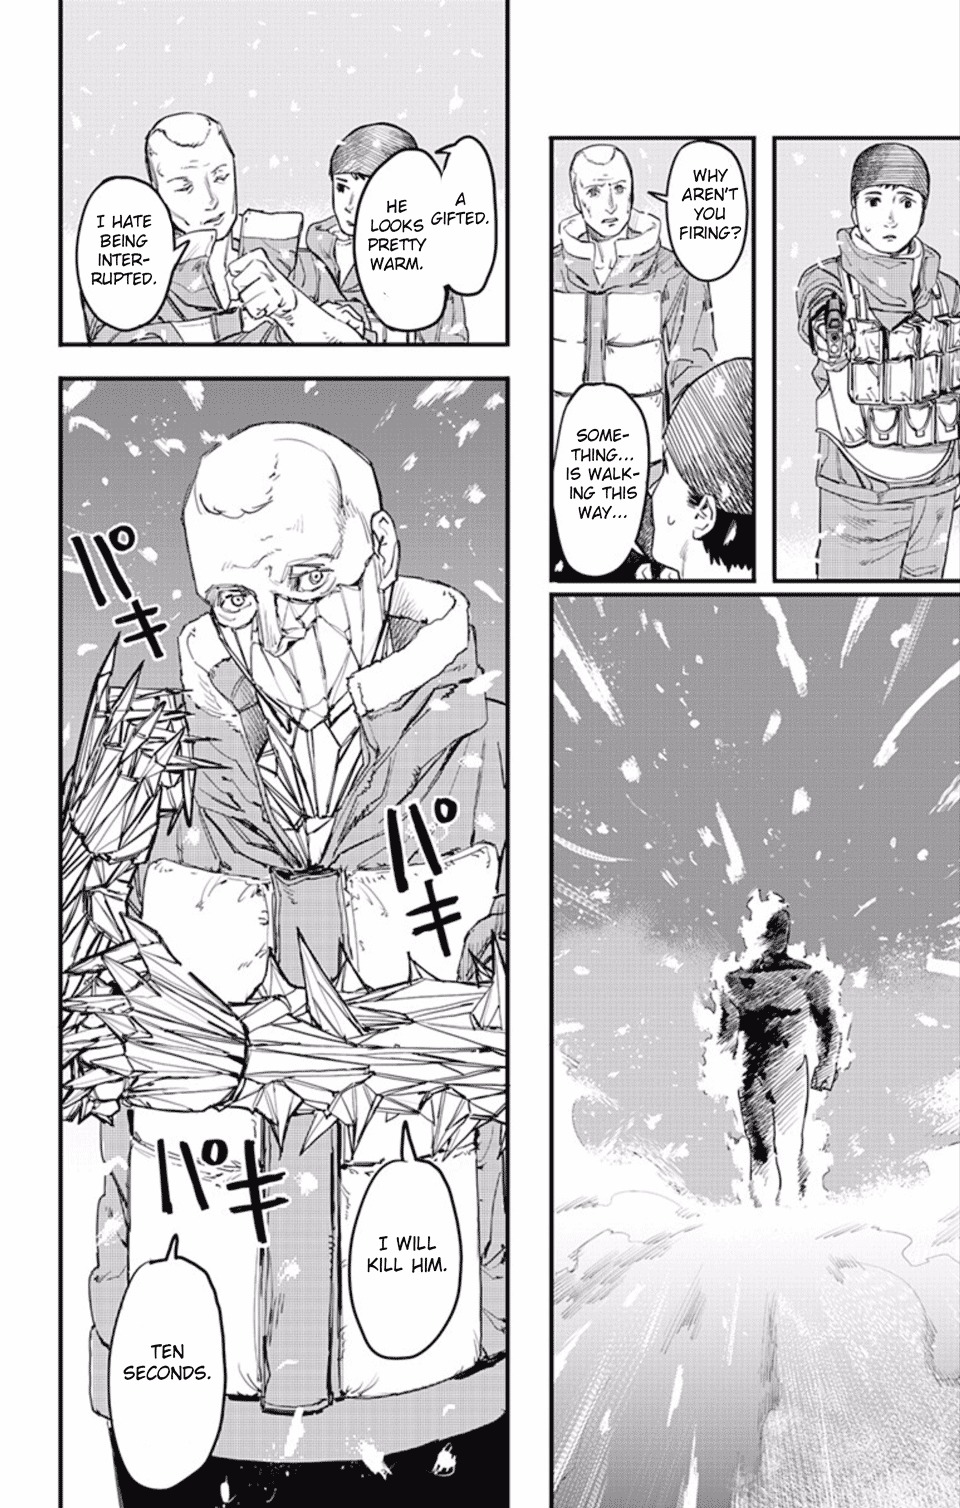 WHY
AREN'T
YOU
FIRING?
SOME-
THING...
IS WALK-
ING THIS
WAY...
A
GIFTED.
HE
LOOKS
PRETTY
WARM.
I HATE
BEING
INTER-
RUPTED.
パキ
パキ
パキ
I WILL
KILL HIM.
TEN
SECONDS.